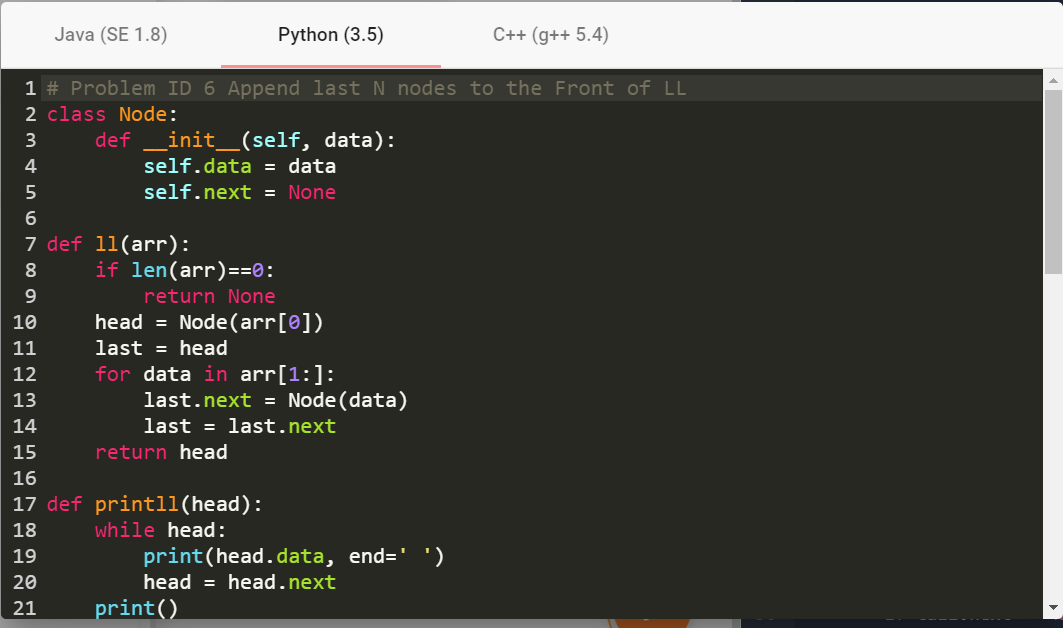 Java (SE 1.8) Python (3.5) C++ (g++ 5.4)
1 # Problem ID 6 Append last N nodes to the Front of LL
2 class Node:
3     def __init__(self, data):
4         self.data = data
5         self.next = None
6
7 def ll(arr):
8     if len(arr)==0:
9         return None
10     head = Node(arr[0])
11     last = head
12     for data in arr[1:]:
13         last.next = Node(data)
14         last = last.next
15     return head
16
17 def printll(head):
18     while head:
19         print(head.data, end=' ')
20         head = head.next
21     print()